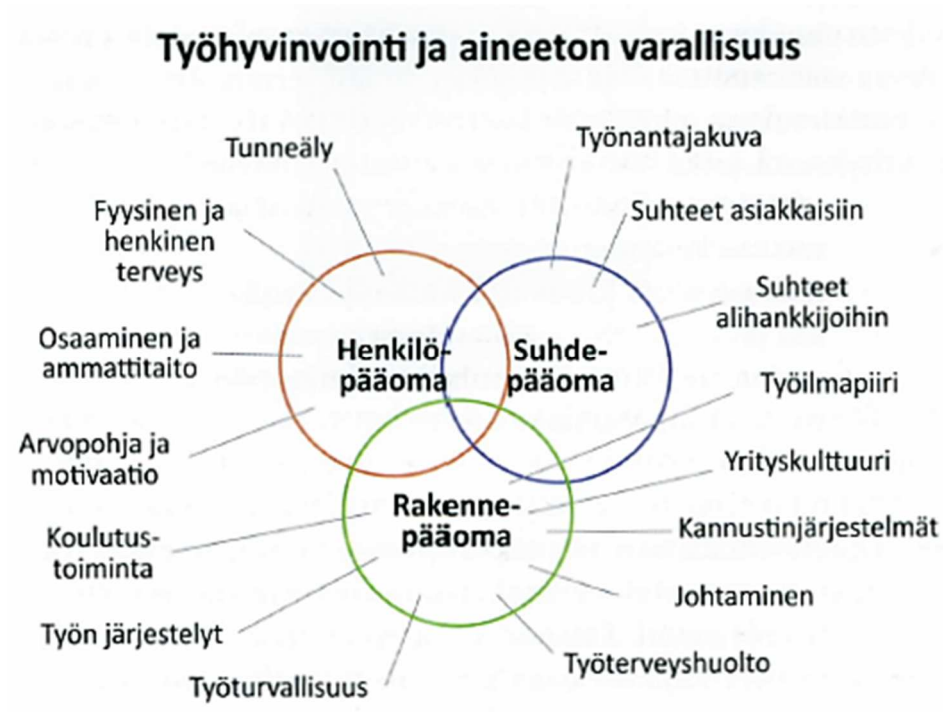 Työhyvinvointi ja aineeton varallisuus
Tunneäly
Työnantajakuva
Fyysinen ja
henkinen
terveys
Suhteet asiakkaisiin
Suhteet
alihankkijoihin
Osaaminen ja
ammattitaito
Henkilö-
pääoma
Suhde-
pääoma
Työilmapiiri
Arvopohja ja
motivaatio
Yrityskulttuuri
Rakenne-
pääoma
Kannustinjärjestelmät
Koulutus-
toiminta
Johtaminen
Työn järjestelyt
Työterveyshuolto
Työturvallisuus